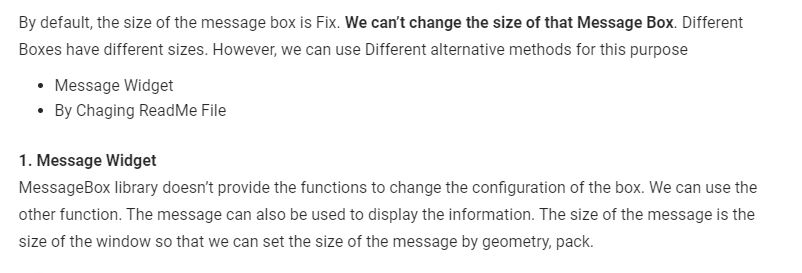 By default, the size of the message box is Fix. We can't change the size of that Message Box. Different
Boxes have different sizes. However, we can use Different alternative methods for this purpose
• Message Widget
• By Chaging ReadMe File
1. Message Widget
MessageBox library doesn't provide the functions to change the configuration of the box. We can use the
other function. The message can also be used to display the information. The size of the message is the
size of the window so that we can set the size of the message by geometry, pack.